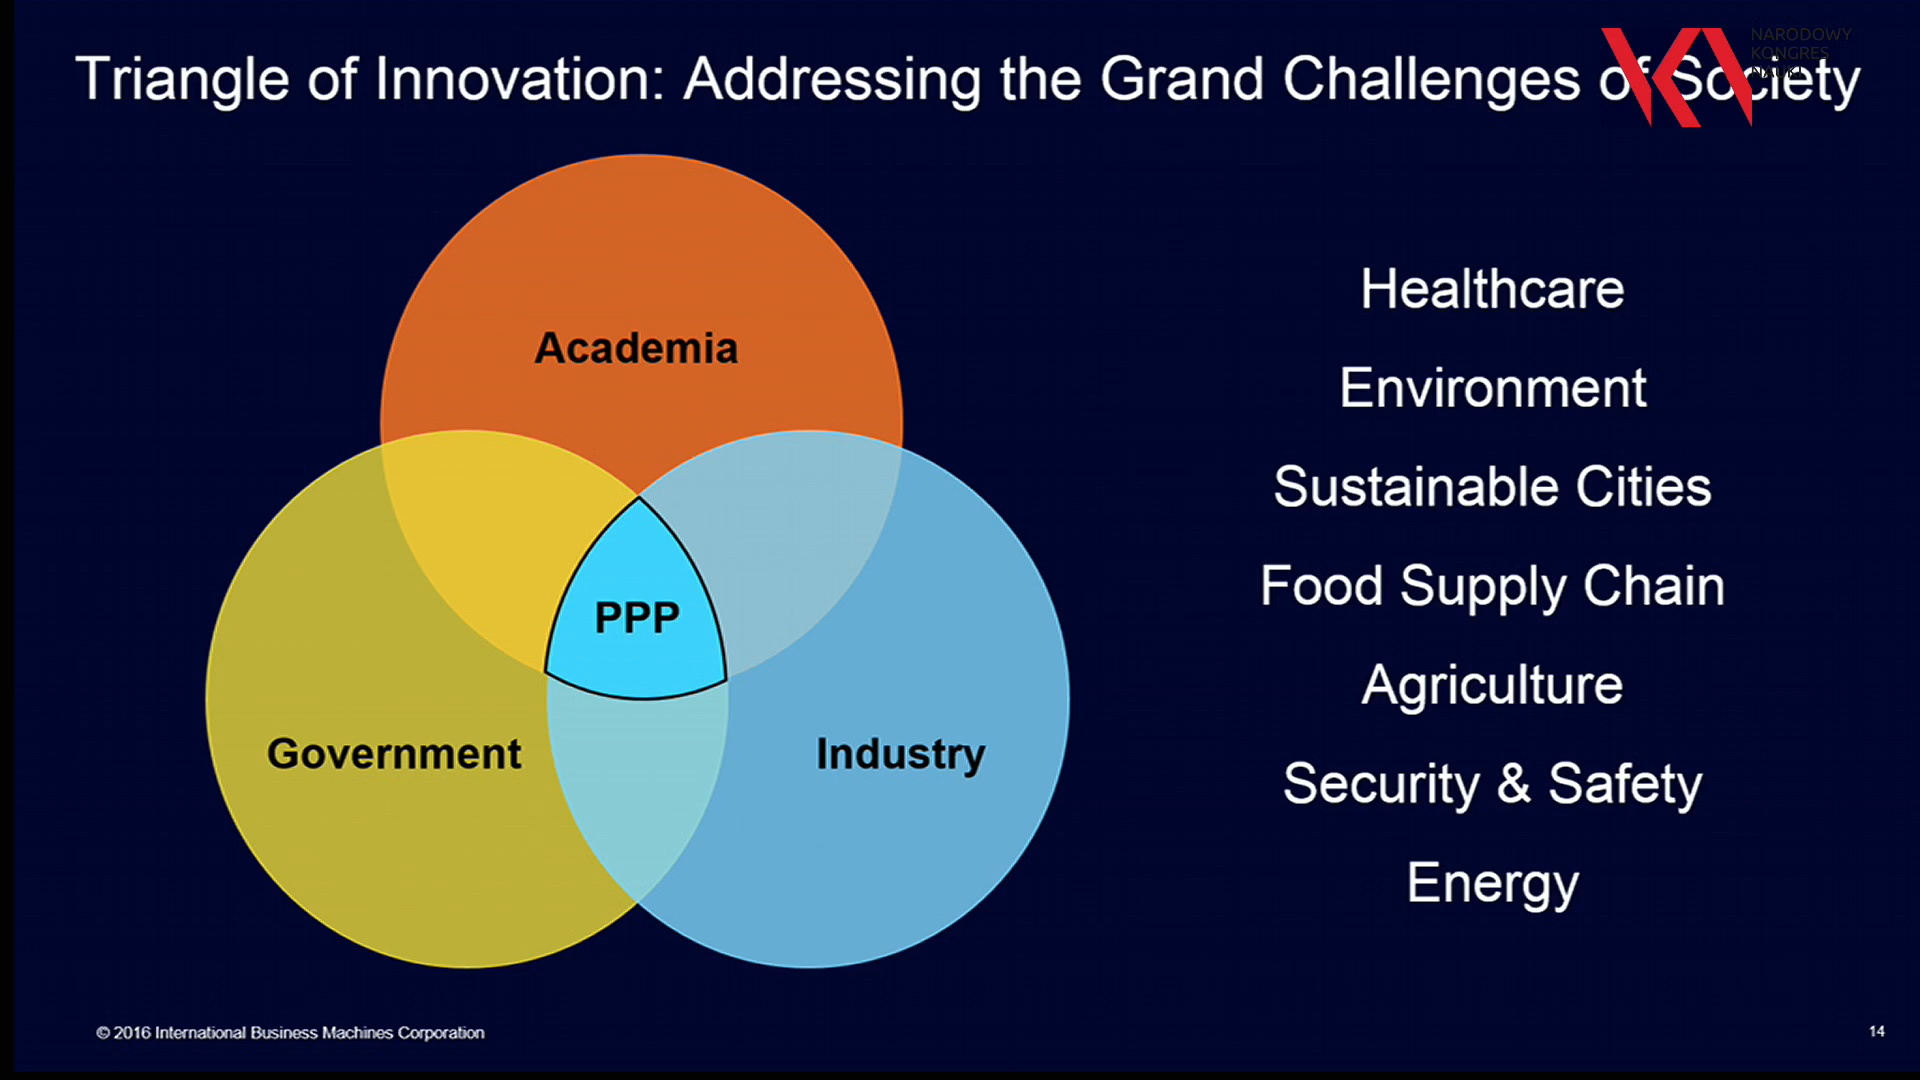 Triangle of Innovation: Addressing the Grand Challenges of Society
NARODOWY
KONGRES
NAUKI
Academia
PPP
Government
Industry
Healthcare
Environment
Sustainable Cities
Food Supply Chain
Agriculture
Security & Safety
Energy
© 2016 International Business Machines Corporation
14